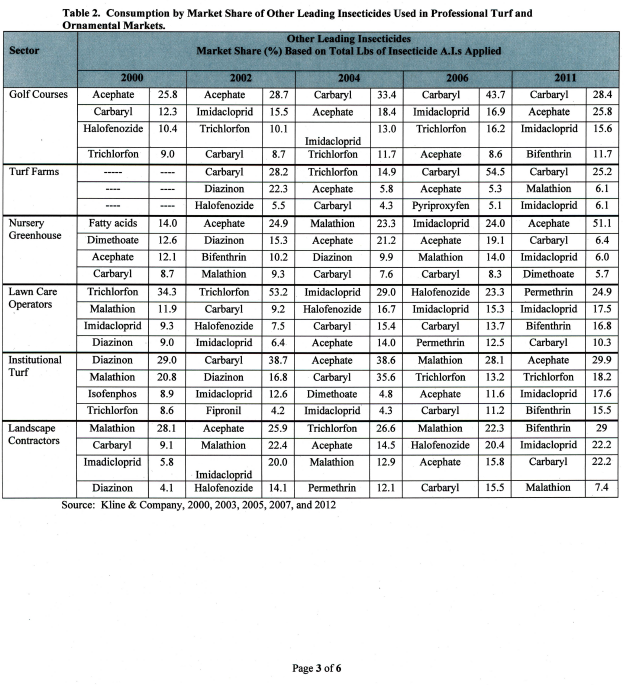 Table 2. Consumption by Market Share of Other Leading Insecticides Used in Professional Turf and
Ornamental Markets.
Sector
Other Leading Insecticides
Market Share (%) Based on Total Lbs of Insecticide A.I.s Applied
2000 2002 2004 2006 2011
Golf Courses Acephate 25.8 Acephate 28.7 Carbaryl 33.4 Carbaryl 43.7 Carbaryl 28.4
Carbaryl 12.3 Imidacloprid 15.5 Acephate 18.4 Imidacloprid 16.9 Acephate 25.8
Halofenozide 10.4 Trichlorfon 10.1 Imidacloprid 13.0 Trichlorfon 16.2 Imidacloprid 15.6
Trichlorfon 9.0 Carbaryl 8.7 Trichlorfon 11.7 Acephate 8.6 Bifenthrin 11.7
Turf Farms ----- ---- Carbaryl 28.2 Trichlorfon 14.9 Carbaryl 54.5 Carbaryl 25.2
---- ---- Diazinon 22.3 Acephate 5.8 Acephate 5.3 Malathion 6.1
---- ---- Halofenozide 5.5 Carbaryl 4.3 Pyriproxyfen 5.1 Imidacloprid 6.1
Nursery Fatty acids 14.0 Acephate 24.9 Malathion 23.3 Imidacloprid 24.0 Acephate 51.1
Greenhouse Dimethoate 12.6 Diazinon 15.3 Acephate 21.2 Acephate 19.1 Carbaryl 6.4
Acephate 12.1 Bifenthrin 10.2 Diazinon 9.9 Malathion 14.0 Imidacloprid 6.0
Carbaryl 8.7 Malathion 9.3 Carbaryl 7.6 Carbaryl 8.3 Dimethoate 5.7
Lawn Care Trichlorfon 34.3 Trichlorfon 53.2 Imidacloprid 29.0 Halofenozide 23.3 Permethrin 24.9
Operators Malathion 11.9 Carbaryl 9.2 Halofenozide 16.7 Imidacloprid 15.3 Imidacloprid 17.5
Imidacloprid 9.3 Halofenozide 7.5 Carbaryl 15.4 Carbaryl 13.7 Bifenthrin 16.8
Diazinon 9.0 Imidacloprid 6.4 Acephate 14.0 Permethrin 12.5 Carbaryl 10.3
Institutional Diazinon 29.0 Carbaryl 38.7 Acephate 38.6 Malathion 28.1 Acephate 29.9
Turf Malathion 20.8 Diazinon 16.8 Carbaryl 35.6 Trichlorfon 13.2 Trichlorfon 18.2
Isofenphos 8.9 Imidacloprid 12.6 Dimethoate 4.8 Acephate 11.6 Imidacloprid 17.6
Trichlorfon 8.6 Fipronil 4.2 Imidacloprid 4.3 Carbaryl 11.2 Bifenthrin 15.5
Landscape Malathion 28.1 Acephate 25.9 Trichlorfon 26.6 Malathion 22.3 Bifenthrin 29
Contractors Carbaryl 9.1 Malathion 22.4 Acephate 14.5 Halofenozide 20.4 Imidacloprid 22.2
Imadicloprid 5.8 Imidacloprid 20.0 Malathion 12.9 Acephate 15.8 Carbaryl 22.2
Diazinon 4.1 Halofenozide 14.1 Permethrin 12.1 Carbaryl 15.5 Malathion 7.4
Source: Kline & Company, 2000, 2003, 2005, 2007, and 2012
Page 3 of 6